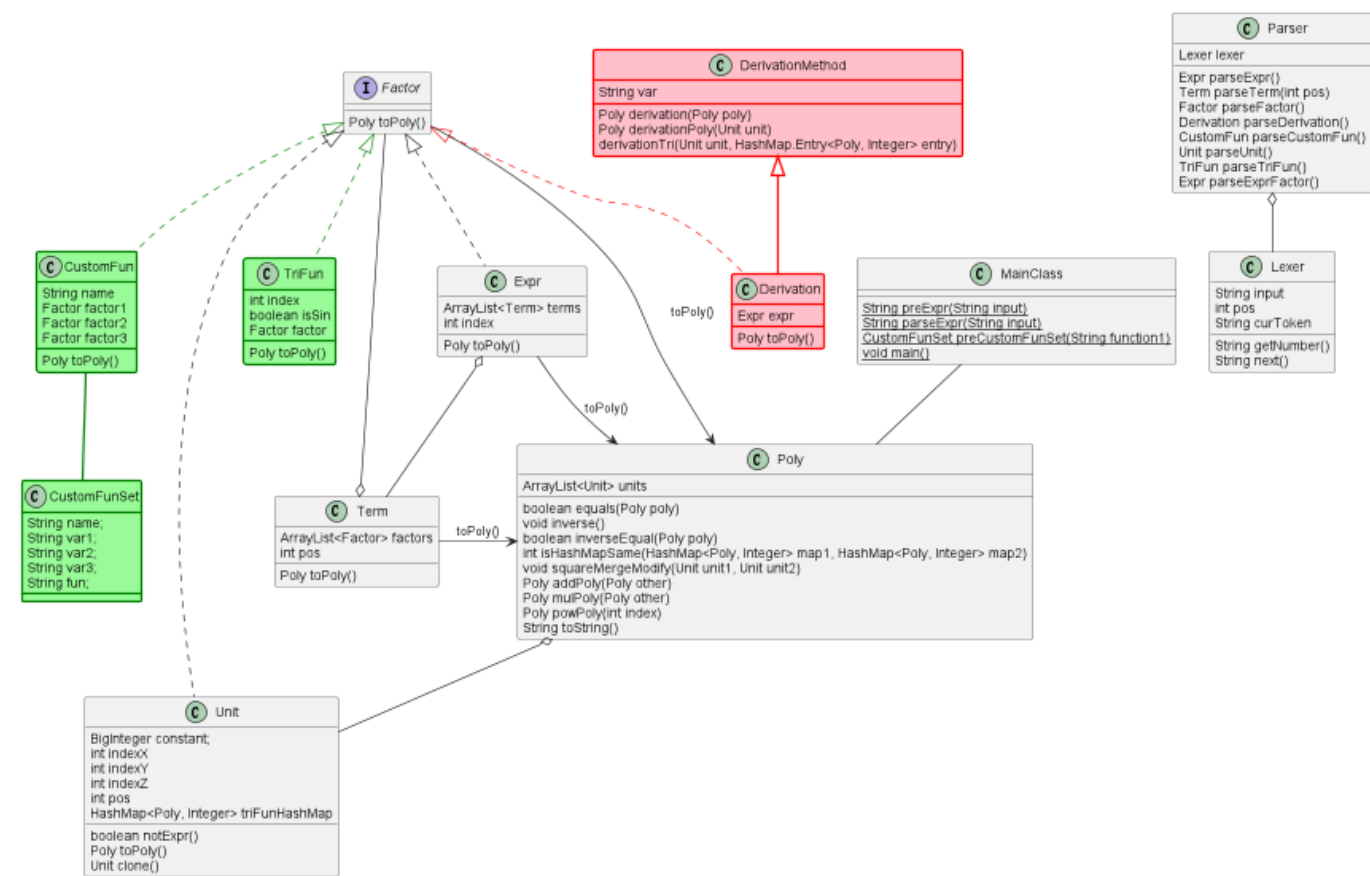 C Parser
Lexer lexer
Expr parseExpr()
Term parseTerm(int pos)
Factor parseFactor()
Derivation parseDerivation()
CustomFun parseCustomFun()
Unit parseUnit()
TriFun parseTriFun()
Expr parseExprFactor()
C DerivationMethod
String var
Poly derivation(Poly poly)
Poly derivationPoly(Unit unit)
derivationTri(Unit unit, HashMap.Entry<Poly, Integer> entry)
I Factor
Poly toPoly()
C CustomFun
String name
Factor factor1
Factor factor2
Factor factor3
Poly toPoly()
C TriFun
int index
boolean isSin
Factor factor
Poly toPoly()
C Expr
ArrayList<Term> terms
int index
Poly toPoly()
toPoly()
C Derivation
Expr expr
Poly toPoly()
C MainClass
String preExpr(String input)
String parseExpr(String input)
CustomFunSet preCustomFunSet(String function1)
void main()
C Lexer
String input
int pos
String curToken
String getNumber()
String next()
toPoly()
C CustomFunSet
String name;
String var1;
String var2;
String var3;
String fun;
C Term
ArrayList<Factor> factors
int pos
Poly toPoly()
toPoly()
C Poly
ArrayList<Unit> units
boolean equals(Poly poly)
void inverse()
boolean inverseEqual(Poly poly)
int isHashMapSame(HashMap<Poly, Integer> map1, HashMap<Poly, Integer> map2)
void squareMergeModify(Unit unit1, Unit unit2)
Poly addPoly(Poly other)
Poly mulPoly(Poly other)
Poly powPoly(int index)
String toString()
C Unit
BigInteger constant;
int indexX
int indexY
int indexZ
int pos
HashMap<Poly, Integer> triFunHashMap
boolean notExpr()
Poly toPoly()
Unit clone()